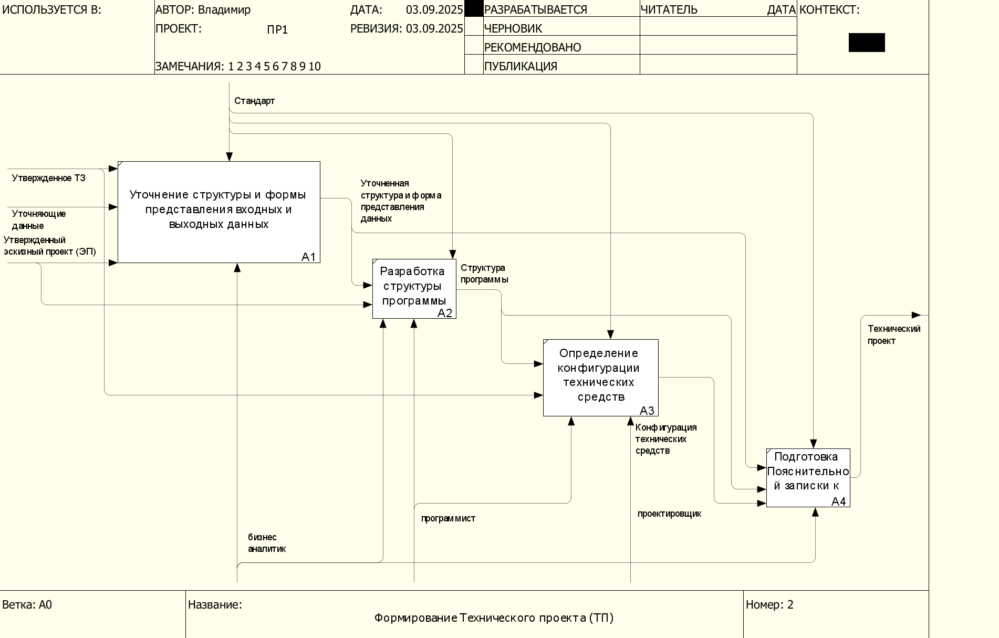 ИСПОЛЬЗУЕТСЯ В:
АВТОР: Владимир
ДАТА: 03.09.2025
ПРОЕКТ: ПР1
РЕВИЗИЯ: 03.09.2025
ЗАМЕЧАНИЯ: 1 2 3 4 5 6 7 8 9 10
РАЗРАБАТЫВАЕТСЯ
ЧЕРНОВИК
РЕКОМЕНДОВАНО
ПУБЛИКАЦИЯ
ЧИТАТЕЛЬ ДАТА
КОНТЕКСТ:
Стандарт
Утвержденное ТЗ
Уточняющие
данные
Утвержденный
эскизный проект (ЭП)
Уточнение структуры и формы
представления входных и
выходных данных
A1
Уточненная
структура и форма
представления
данных
Разработка
структуры
программы
A2
Структура
программы
Определение
конфигурации
технических
средств
A3
Конфигурация
технических
средств
Технический
проект
Подготовка
Пояснительно
й записки к
A4
проектировщик
программист
бизнес
аналитик
Ветка: A0
Название:
Формирование Технического проекта (ТП)
Номер: 2